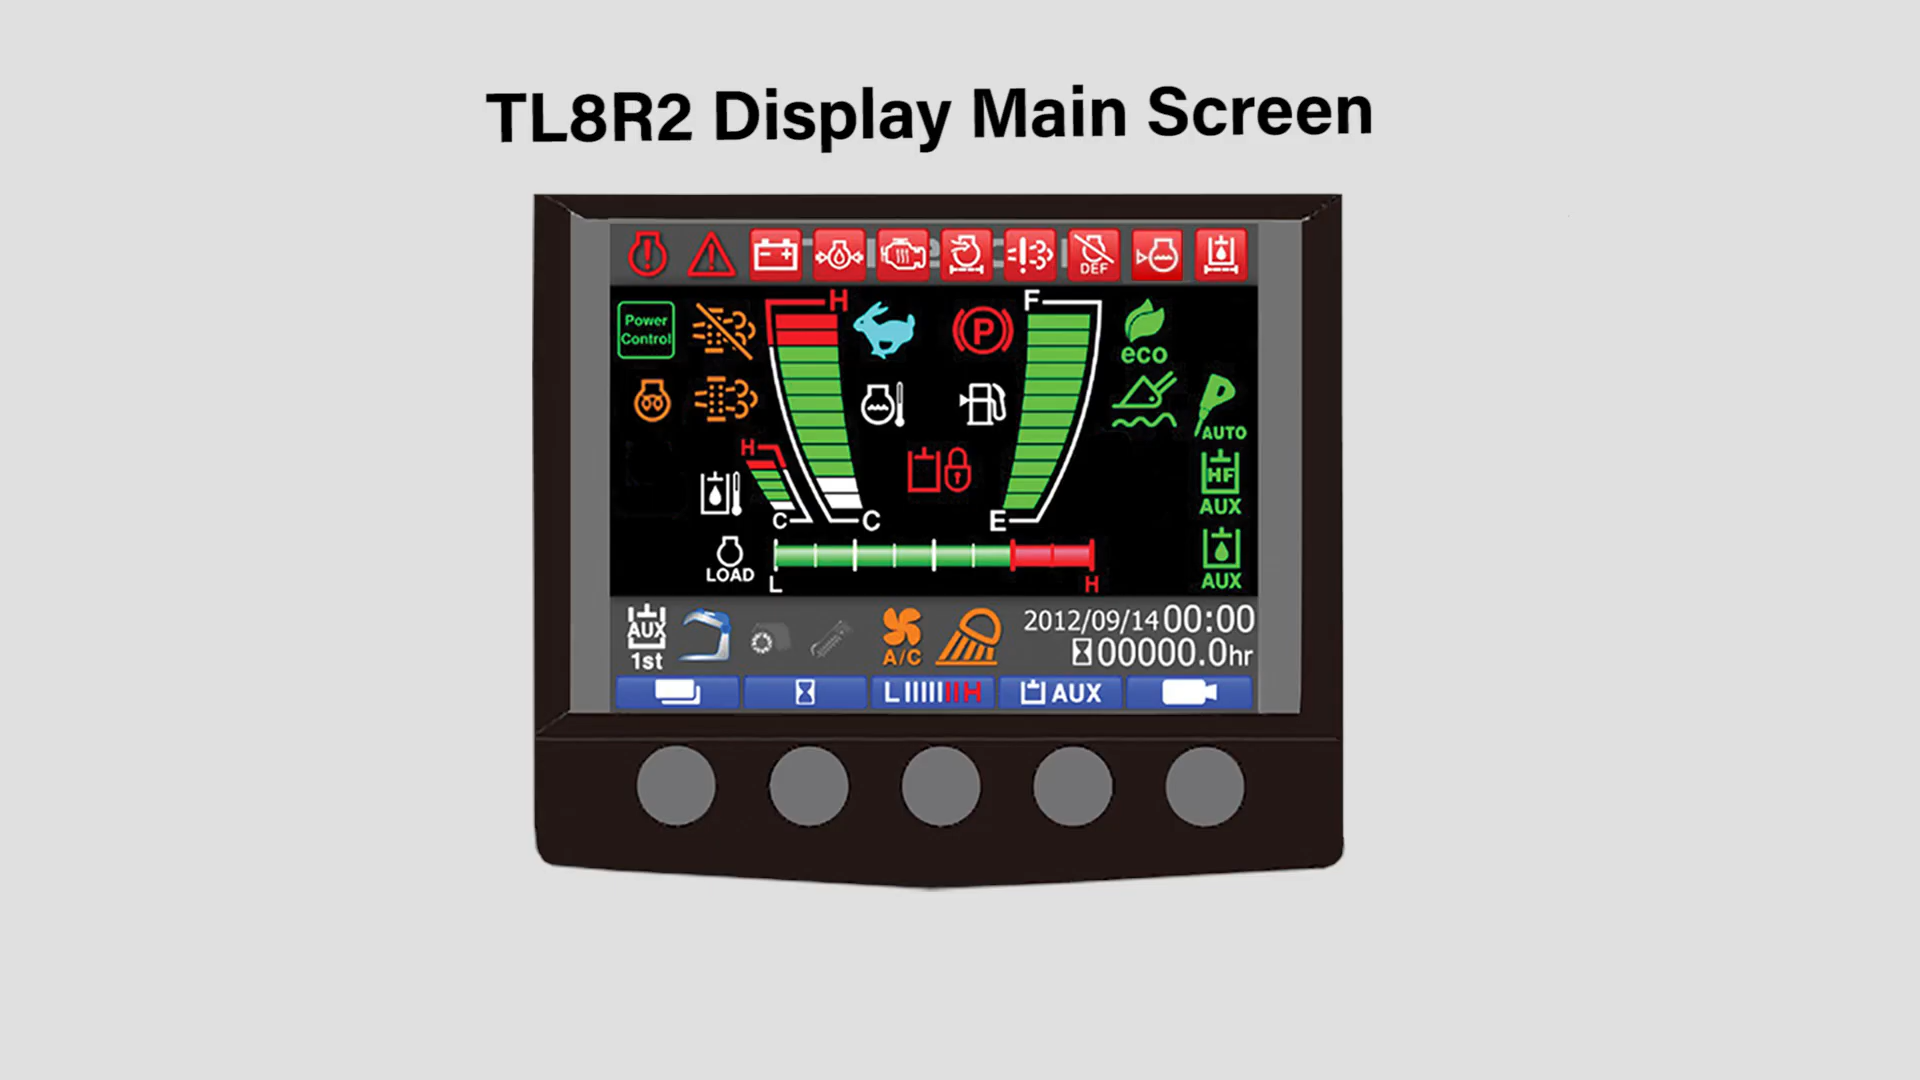 TL8R2 Display Main Screen
DEF
Power
Control
H
P
F
eco
H
AUTO
HF
AUX
C
C
E
LOAD
L
H
AUX
AUX
1st
A/C
2012/09/14 00:00
00000.0hr
L H
AUX